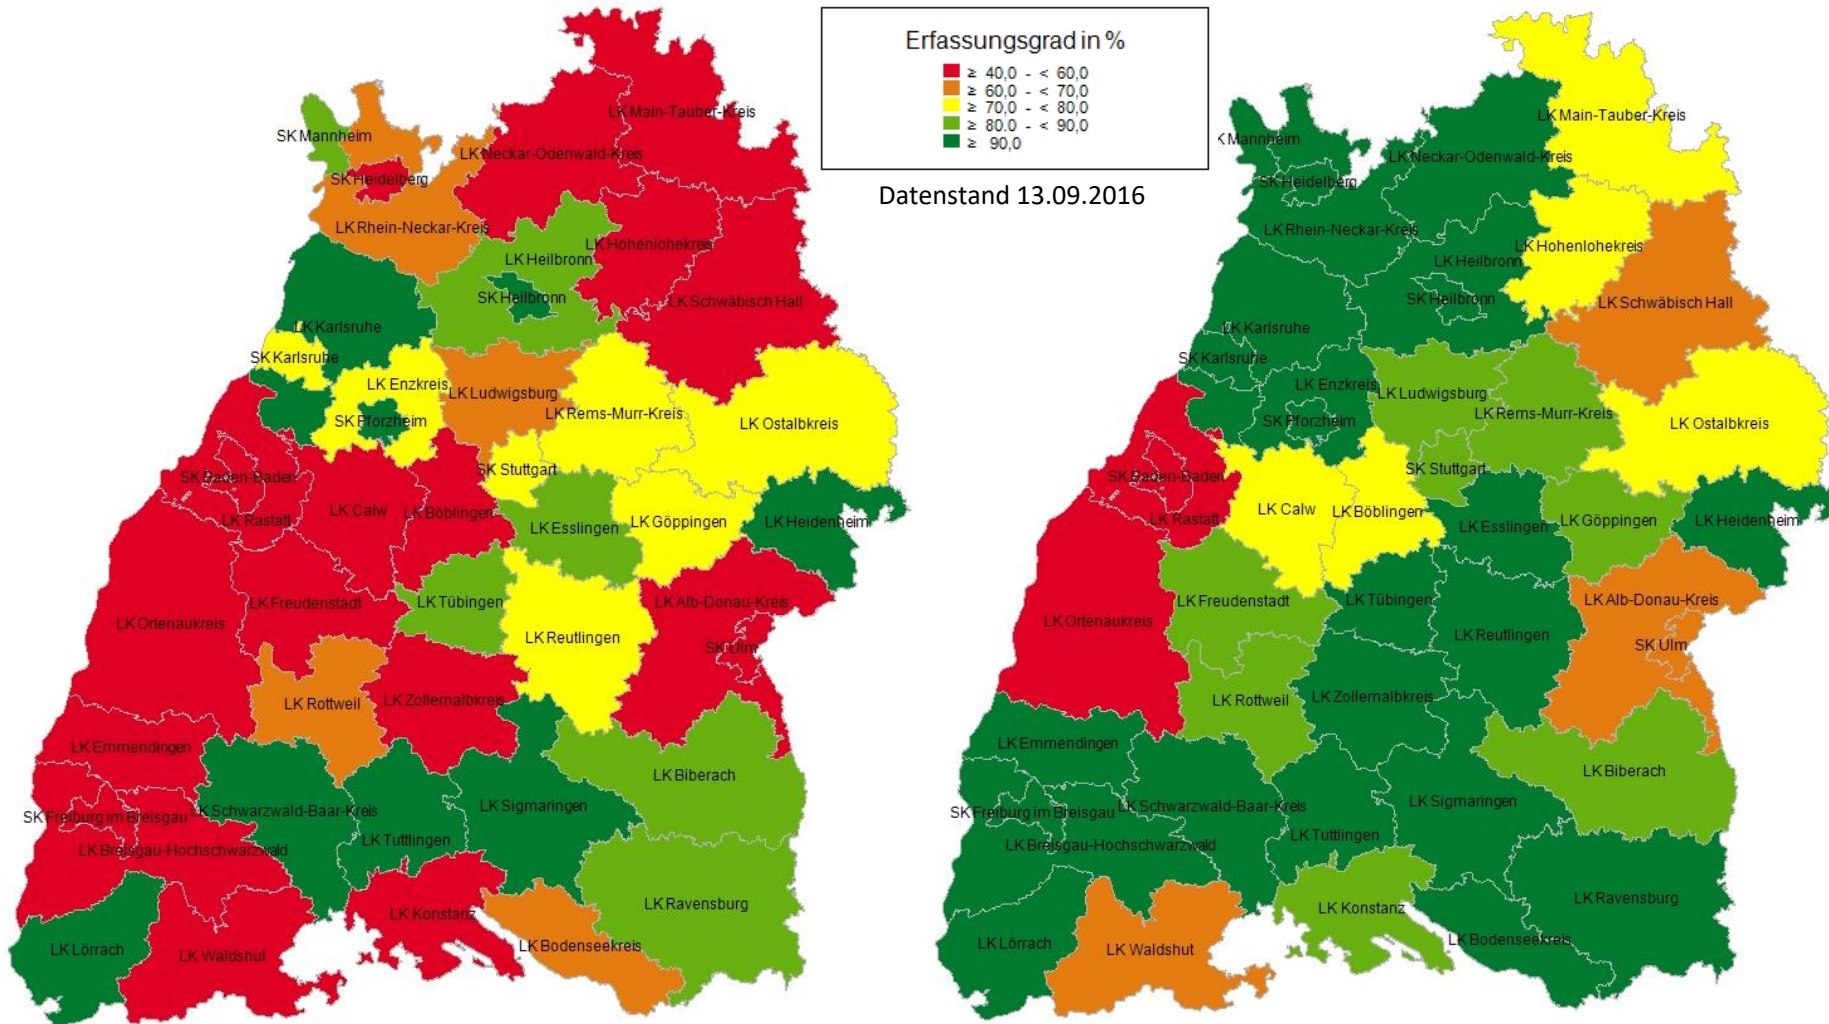 Erfassungsgrad in %
≥ 40,0 - < 60,0
≥ 60,0 - < 70,0
≥ 70,0 - < 80,0
≥ 80.0 - < 90,0
≥ 90,0
Datenstand 13.09.2016
LK Main-Tauber-Kreis
SK Mannheim
LK Neckar-Odenwald-Kreis
SK Heidelberg
LK Rhein-Neckar-Kreis
LK Hohenlohekreis
LK Heilbronn
SK Heilbronn
LK Schwäbisch Hall
LK Karlsruhe
SK Karlsruhe
LK Enzkreis
LK Ludwigsburg
LK Rems-Murr-Kreis
SK Pforzheim
LK Ostalbkreis
SK Stuttgart
SK Baden-Baden
LK Rastatt
LK Calw
LK Böblingen
LK Esslingen
LK Göppingen
LK Heidenheim
LK Freudenstadt
LK Tübingen
LK Alb-Donau-Kreis
LK Ortenaukreis
LK Reutlingen
SK Ulm
LK Rottweil
LK Zollernalbkreis
LK Emmendingen
LK Biberach
LK Schwarzwald-Baar-Kreis
LK Sigmaringen
SK Freiburg im Breisgau
LK Tuttlingen
LK Breisgau-Hochschwarzwald
LK Ravensburg
LK Konstanz
LK Bodenseekreis
LK Lörrach
LK Waldshut
LK Main-Tauber-Kreis
K Mannheim
LK Neckar-Odenwald-Kreis
SK Heidelberg
LK Rhein-Neckar-Kreis
LK Hohenlohekreis
LK Heilbronn
SK Heilbronn
LK Schwäbisch Hall
LK Karlsruhe
SK Karlsruhe
LK Enzkreis
LK Ludwigsburg
LK Rems-Murr-Kreis
SK Pforzheim
LK Ostalbkreis
SK Stuttgart
SK Baden-Baden
LK Rastatt
LK Calw
LK Böblingen
LK Esslingen
LK Göppingen
LK Heidenheim
LK Freudenstadt
LK Tübingen
LK Alb-Donau-Kreis
LK Ortenaukreis
LK Reutlingen
SK Ulm
LK Rottweil
LK Zollernalbkreis
LK Emmendingen
LK Biberach
LK Schwarzwald-Baar-Kreis
LK Sigmaringen
SK Freiburg im Breisgau
LK Tuttlingen
LK Breisgau-Hochschwarzwald
LK Ravensburg
LK Konstanz
LK Bodenseekreis
LK Lörrach
LK Waldshut